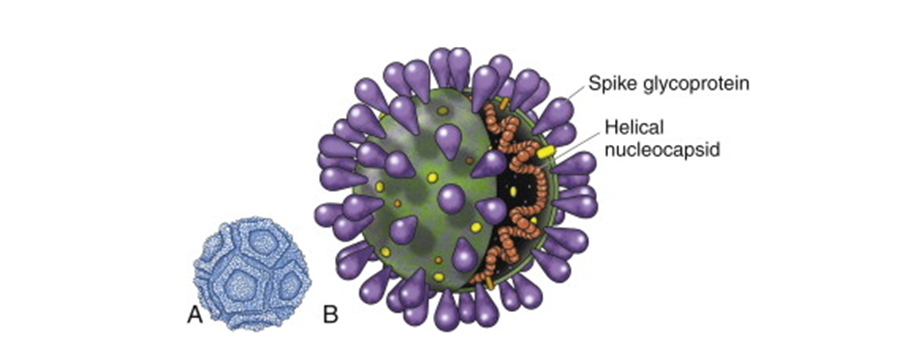 Spike glycoprotein
Helical
nucleocapsid
A
B